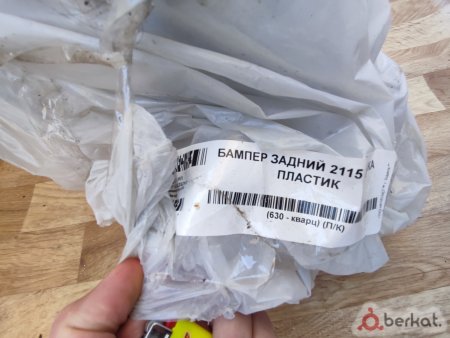 БАМПЕР ЗАДНИЙ 2115
ПЛАСТИК
(630 - кварц) (П/К)
berkat.